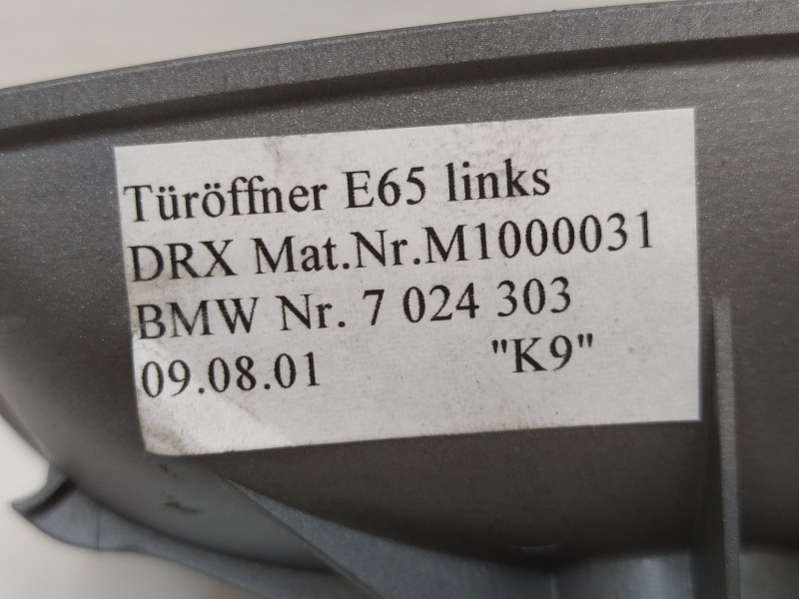 Türöffner E65 links
DRX Mat.Nr.M1000031
BMW Nr. 7 024 303
09.08.01 "K9"